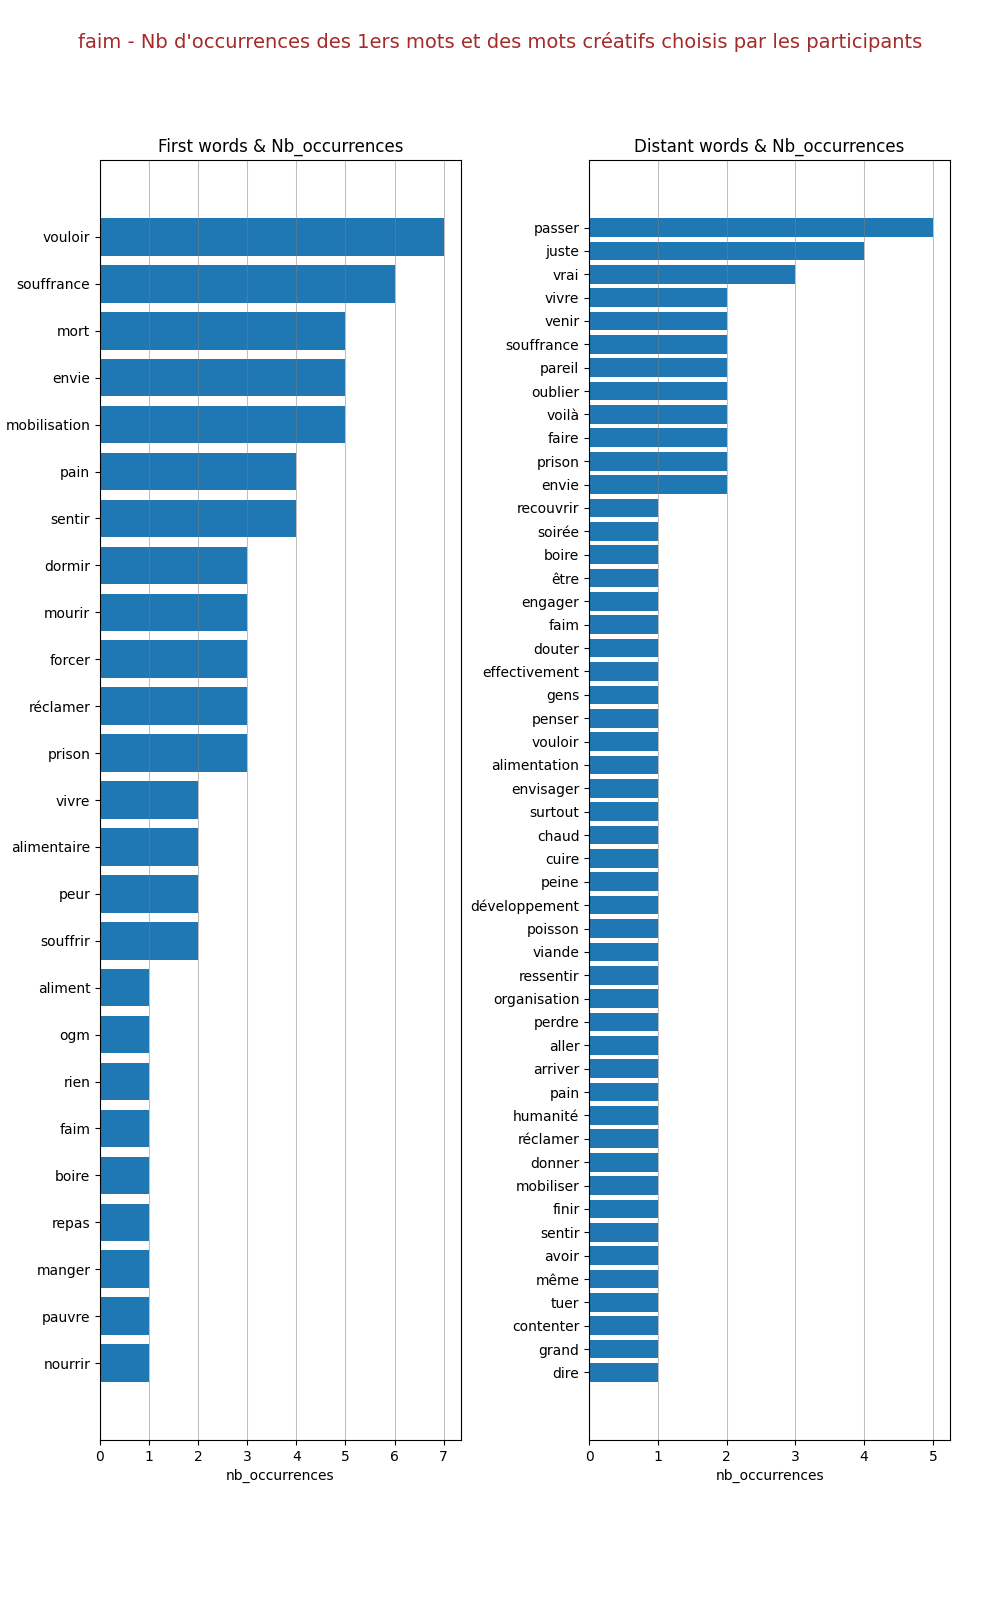 faim - Nb d'occurrences des 1ers mots et des mots créatifs choisis par les participants
First words & Nb_occurrences
vouloir
souffrance
mort
envie
mobilisation
pain
sentir
dormir
mourir
forcer
réclamer
prison
vivre
alimentaire
peur
souffrir
aliment
ogm
rien
faim
boire
repas
manger
pauvre
nourrir
0 1 2 3 4 5 6 7
nb_occurrences
Distant words & Nb_occurrences
passer
juste
vrai
vivre
venir
souffrance
pareil
oublier
voilà
faire
prison
envie
recouvrir
soirée
boire
être
engager
faim
douter
effectivement
gens
penser
vouloir
alimentation
envisager
surtout
chaud
cuire
peine
développement
poisson
viande
ressentir
organisation
perdre
aller
arriver
pain
humanité
réclamer
donner
mobiliser
finir
sentir
avoir
même
tuer
contenter
grand
dire
0 1 2 3 4 5
nb_occurrences